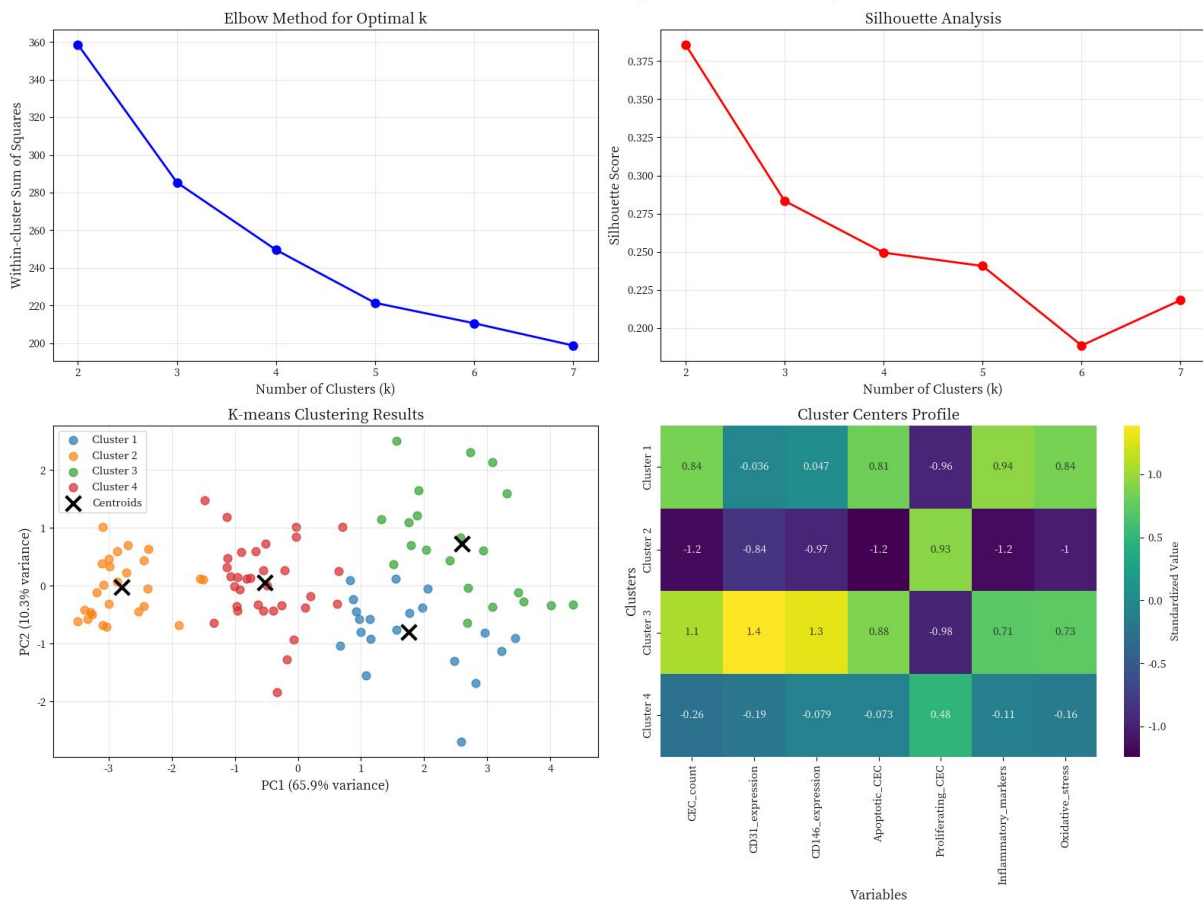 Elbow Method for Optimal k
360
340
320
300
280
260
240
220
200
Within-cluster Sum of Squares
2 3 4 5 6 7
Number of Clusters (k)
Silhouette Analysis
0.375
0.350
0.325
0.300
0.275
0.250
0.225
0.200
Silhouette Score
2 3 4 5 6 7
Number of Clusters (k)
K-means Clustering Results
Cluster 1
Cluster 2
Cluster 3
Cluster 4
Centroids
2
1
0
-1
-2
PC2 (10.3% variance)
-3 -2 -1 0 1 2 3 4
PC1 (65.9% variance)
Cluster Centers Profile
Clusters
Cluster 1
0.84 -0.036 0.047 0.81 -0.96 0.94 0.84
Cluster 2
-1.2 -0.84 -0.97 -1.2 0.93 -1.2 -1
Cluster 3
1.1 1.4 1.3 0.88 -0.98 0.71 0.73
Cluster 4
-0.26 -0.19 -0.079 -0.073 0.48 -0.11 -0.16
CEC_count
CD31_expression
CD146_expression
Apoptotic_CEC
Proliferating_CEC
Inflammatory_markers
Oxidative_stress
Variables
1.0
0.5
0.0
-0.5
-1.0
Standardized Value